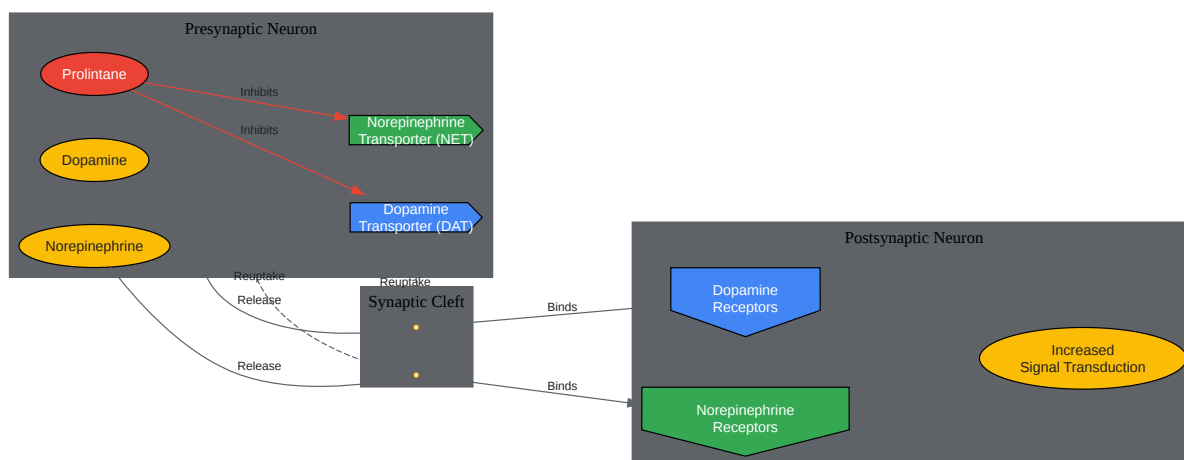 Presynaptic Neuron
Prolintane
Inhibits
Norepinephrine
Transporter (NET)
Inhibits
Dopamine
Dopamine
Transporter (DAT)
Norepinephrine
Reuptake
Reuptake
Release
Release
Synaptic Cleft
Binds
Binds
Postsynaptic Neuron
Dopamine
Receptors
Increased
Signal Transduction
Norepinephrine
Receptors